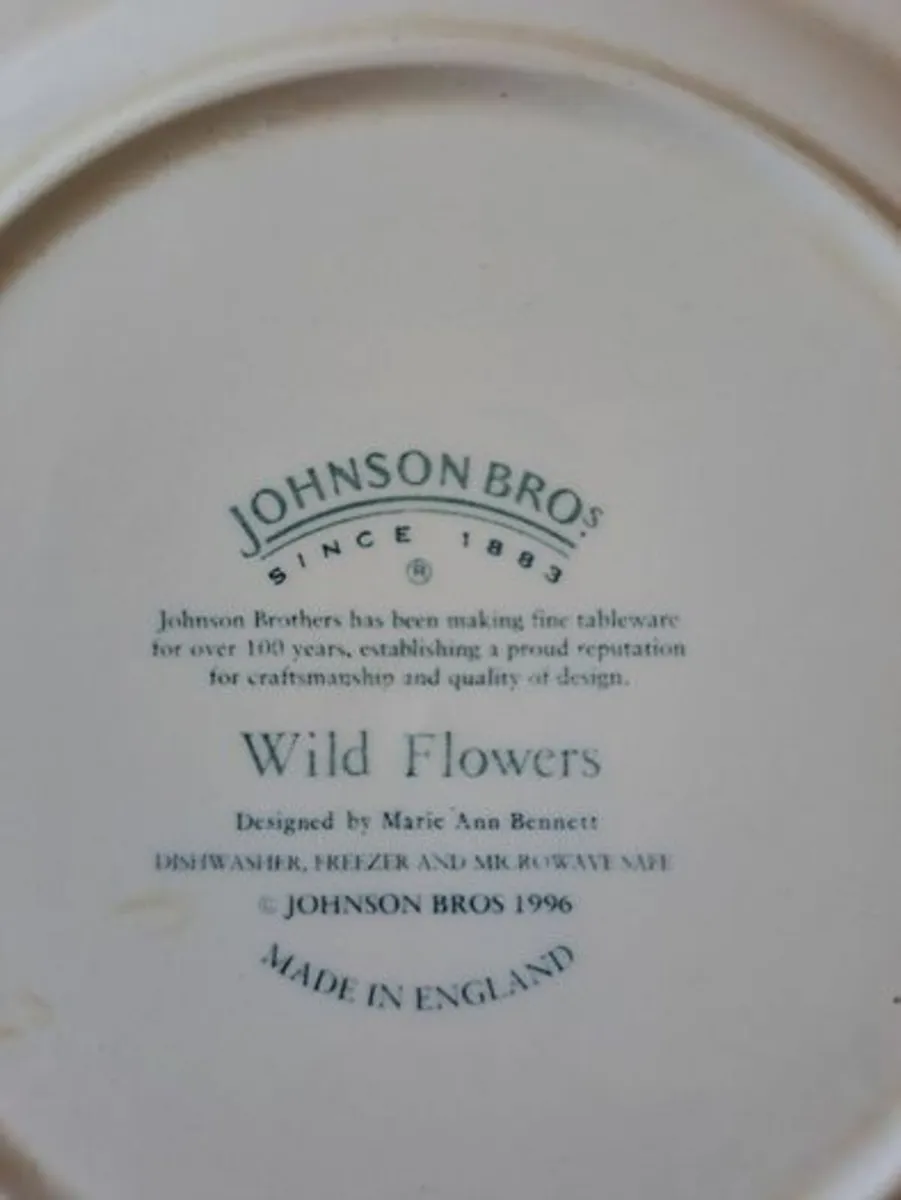 JOHNSON BROS.
SINCE 1883
®
Johnson Brothers has been making fine tableware
for over 100 years, establishing a proud reputation
for craftsmanship and quality of design.
Wild Flowers
Designed by Marie Ann Bennett
DISHWASHER, FREEZER AND MICROWAVE SAFE
© JOHNSON BROS 1996
MADE IN ENGLAND